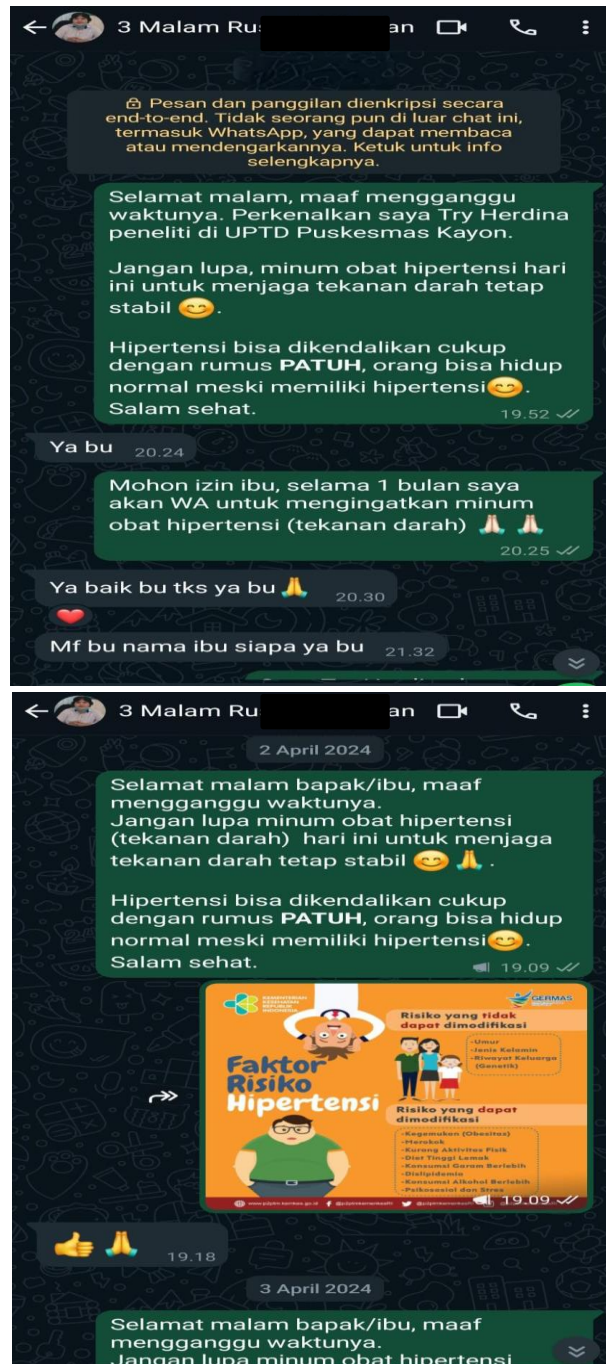 3 Malam Ru an
Pesan dan panggilan dienkripsi secara
end-to-end. Tidak seorang pun di luar chat ini,
termasuk WhatsApp, yang dapat membaca
atau mendengarkannya. Ketuk untuk info
selengkapnya.
Selamat malam, maaf mengganggu
waktunya. Perkenalkan saya Try Herdina
peneliti di UPTD Puskesmas Kayon.
Jangan lupa, minum obat hipertensi hari
ini untuk menjaga tekanan darah tetap
stabil 😊.
Hipertensi bisa dikendalikan cukup
dengan rumus PATUH, orang bisa hidup
normal meski memiliki hipertensi😊.
Salam sehat.
19.52
Ya bu 20.24
Mohon izin ibu, selama 1 bulan saya
akan WA untuk mengingatkan minum
obat hipertensi (tekanan darah) 🙏🏻 🙏🏻
20.25
Ya baik bu tks ya bu🙏 20.30
❤️
Mf bu nama ibu siapa ya bu 21.32
3 Malam Ru an
2 April 2024
Selamat malam bapak/ibu, maaf
mengganggu waktunya.
Jangan lupa minum obat hipertensi
(tekanan darah) hari ini untuk menjaga
tekanan darah tetap stabil 😊 🙏 .
Hipertensi bisa dikendalikan cukup
dengan rumus PATUH, orang bisa hidup
normal meski memiliki hipertensi😊.
Salam sehat.
19.09
KEMENTERIAN
KESEHATAN
REPUBLIK
INDONESIA
GERMAS
Faktor
Risiko
Hipertensi
Risiko yang tidak
dapat dimodifikasi
-Umur
-Jenis Kelamin
-Riwayat Keluarga
(Genetik)
Risiko yang dapat
dimodifikasi
-Kegemukan (Obesitas)
-Merokok
-Kurang Aktivitas Fisik
-Diet Tinggi Lemak
-Konsumsi Garam Berlebih
-Dislipidemia
-Konsumsi Alkohol Berlebih
-Psikososial dan Stres
19.09
👍 🙏 19.18
3 April 2024
Selamat malam bapak/ibu, maaf
mengganggu waktunya.
Jangan lupa minum obat hipertensi